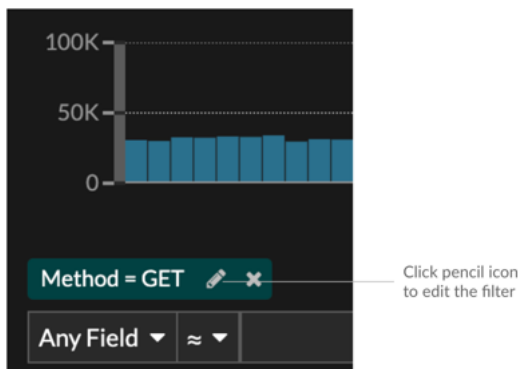 100K
50K
0
Method = GET
Click pencil icon
to edit the filter
Any Field ≈